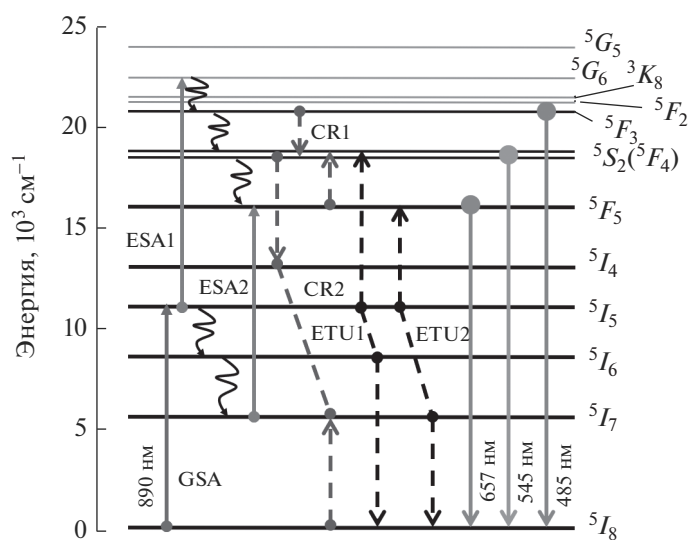 25
20
15
10
5
0
Энергия, 10³ см⁻¹
⁵G₅
⁵G₆
³K₈
⁵F₂
⁵F₃
⁵S₂(⁵F₄)
⁵F₅
⁵I₄
⁵I₅
⁵I₆
⁵I₇
⁵I₈
CR1
ESA1
ESA2
CR2
ETU1
ETU2
890 нм
GSA
657 нм
545 нм
485 нм